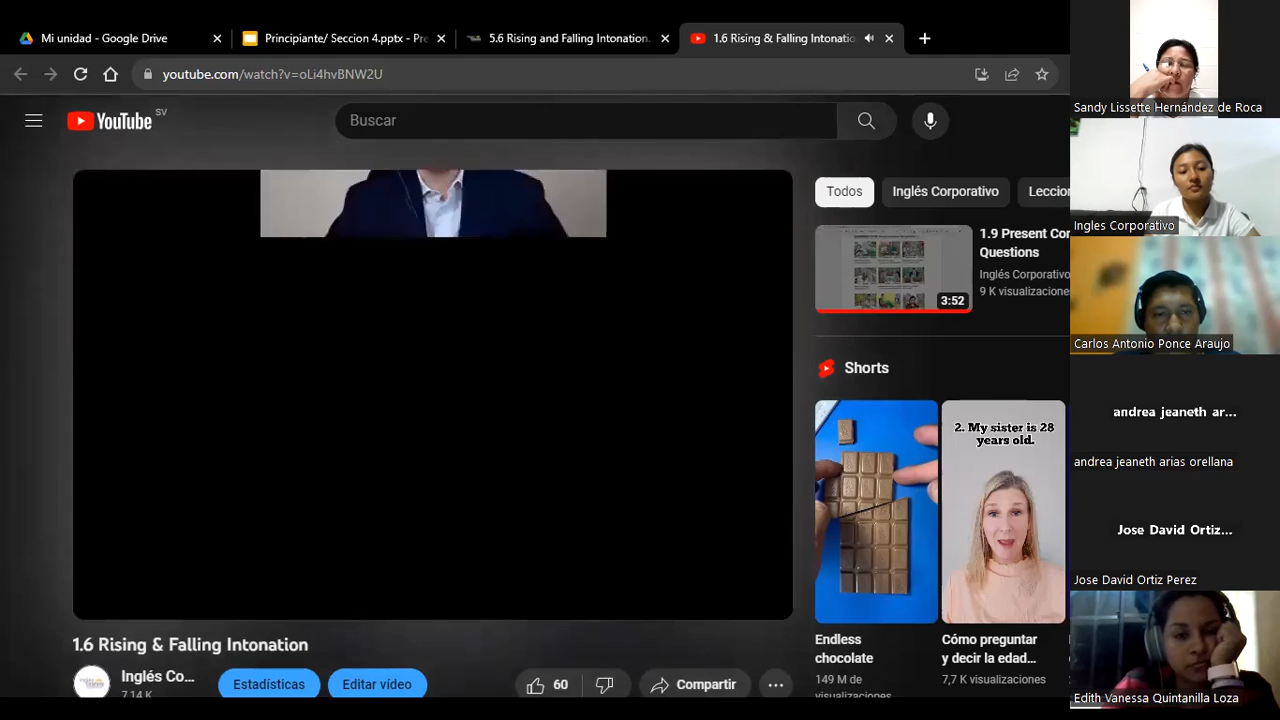 Mi unidad - Google Drive
Principiante/ Seccion 4.pptx - Pre
5.6 Rising and Falling Intonation.
1.6 Rising & Falling Intonatio
youtube.com/watch?v=oLi4hvBNW2U
YouTube SV
Buscar
Todos
Inglés Corporativo
Leccion
1.9 Present Con
Questions
Inglés Corporativo
9 K visualizaciones
3:52
Shorts
2. My sister is 28
years old.
Endless
chocolate
149 M de
visualizaciones
Cómo preguntar
y decir la edad...
7,7 K visualizaciones
1.6 Rising & Falling Intonation
Inglés Co...
7,14 K
Estadísticas
Editar vídeo
60
Compartir
Sandy Lissette Hernández de Roca
Ingles Corporativo
Carlos Antonio Ponce Araujo
andrea jeaneth ar...
andrea jeaneth arias orellana
Jose David Ortiz...
Jose David Ortiz Perez
Edith Vanessa Quintanilla Loza